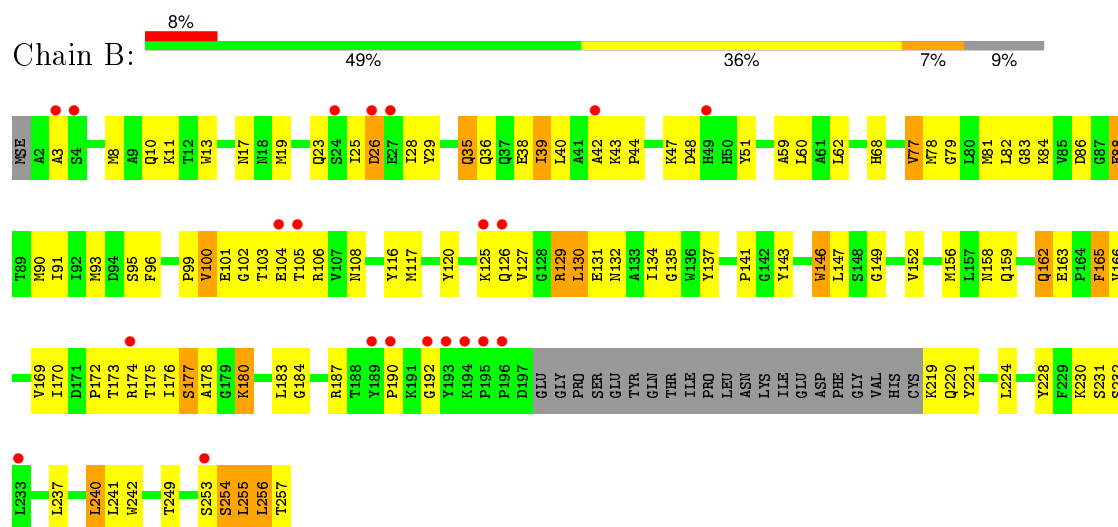 8%
Chain B:
49% 36% 7% 9%
MSE A2 A3 S4 M8 A9 Q10 K11 T12 W13 N17 N18 M19 Q23 S24 I25 D26 E27 I28 Y29 Q35 Q36 Q37 E38 I39 L40 A41 A42 K43 P44 K47 D48 H49 H50 Y51 A59 L60 A61 L62 H68 V77 M78 G79 L80 M81 L82 G83 K84 V85 D86 G87 E88
T89 M90 I91 I92 M93 D94 S95 F96 P99 V100 E101 G102 T103 E104 T105 R106 V107 N108 Y116 M117 Y120 K125 Q126 V127 G128 R129 L130 E131 N132 A133 I134 G135 W136 Y137 P141 G142 Y143 W146 L147 S148 G149 V152 M156 L157 N158 Q159 Q162 E163 P164 F165
V169 I170 D171 P172 T173 R174 T175 I176 S177 A178 G179 K180 L183 G184 R187 T188 Y189 P190 K191 G192 Y193 K194 P195 P196 D197 GLU GLY PRO SER GLU TYR GLN THR ILE PRO LEU ASN LYS ILE GLU ASP PHE GLY VAL HIS CYS K219 Q220 Y221 L224 Y228 F229 K230 S231 S232
L233 L237 L240 L241 W242 T249 S253 S254 L255 L256 T257